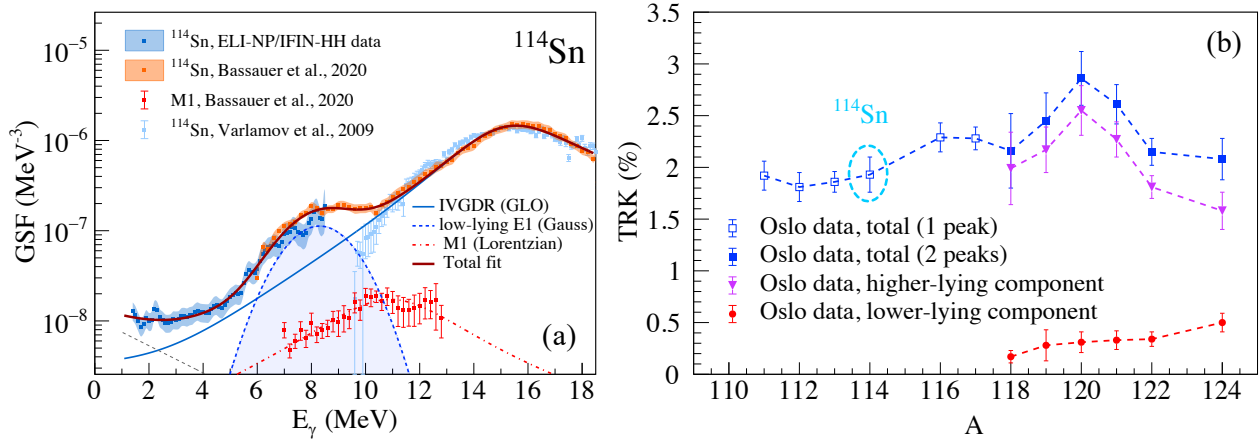 ¹¹⁴Sn, ELI-NP/IFIN-HH data
¹¹⁴Sn, Bassauer et al., 2020
M1, Bassauer et al., 2020
¹¹⁴Sn, Varlamov et al., 2009
¹¹⁴Sn
IVGDR (GLO)
low-lying E1 (Gauss)
M1 (Lorentzian)
Total fit
(a)
GSF (MeV⁻³)
10⁻⁵
10⁻⁶
10⁻⁷
10⁻⁸
0 2 4 6 8 10 12 14 16 18
E_γ (MeV)
(b)
¹¹⁴Sn
Oslo data, total (1 peak)
Oslo data, total (2 peaks)
Oslo data, higher-lying component
Oslo data, lower-lying component
TRK (%)
3.5
3
2.5
2
1.5
1
0.5
0
110 112 114 116 118 120 122 124
A